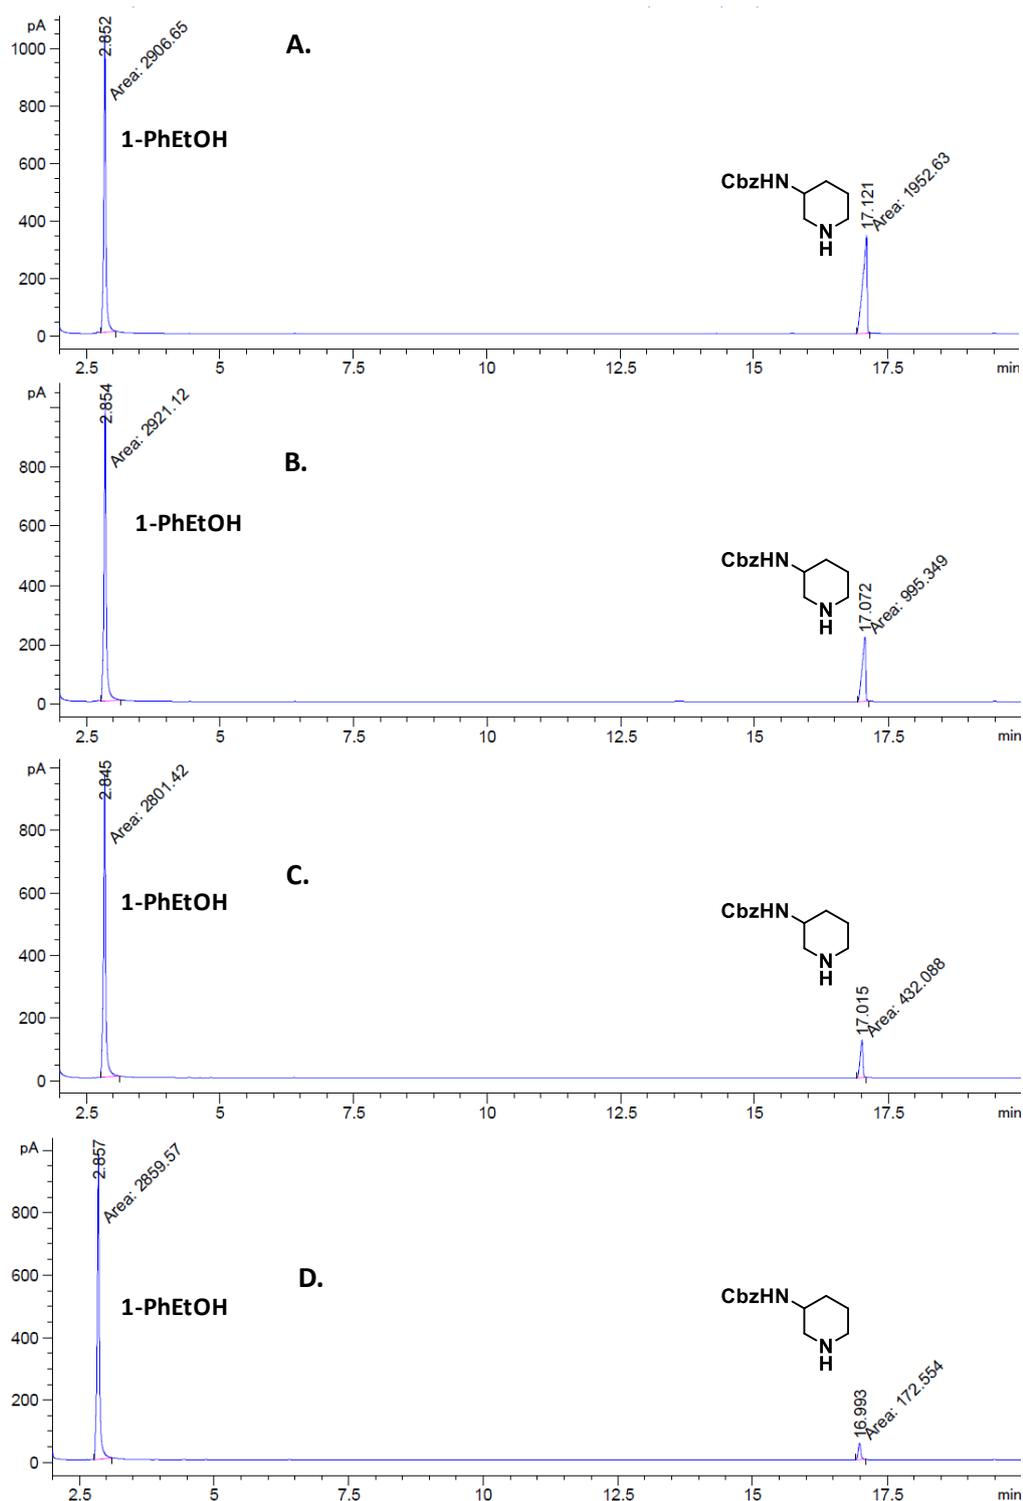 pA
1000
800
600
400
200
0
2.852
Area: 2906.65
A.
1-PhEtOH
CbzHN
N
H
17.121
Area: 1952.63
2.5 5 7.5 10 12.5 15 17.5 min
pA
800
600
400
200
0
2.854
Area: 2921.12
B.
1-PhEtOH
CbzHN
N
H
17.072
Area: 995.349
2.5 5 7.5 10 12.5 15 17.5 min
pA
800
600
400
200
0
2.845
Area: 2801.42
C.
1-PhEtOH
CbzHN
N
H
17.015
Area: 432.088
2.5 5 7.5 10 12.5 15 17.5 min
pA
800
600
400
200
0
2.857
Area: 2859.57
D.
1-PhEtOH
CbzHN
N
H
16.993
Area: 172.554
2.5 5 7.5 10 12.5 15 17.5 min